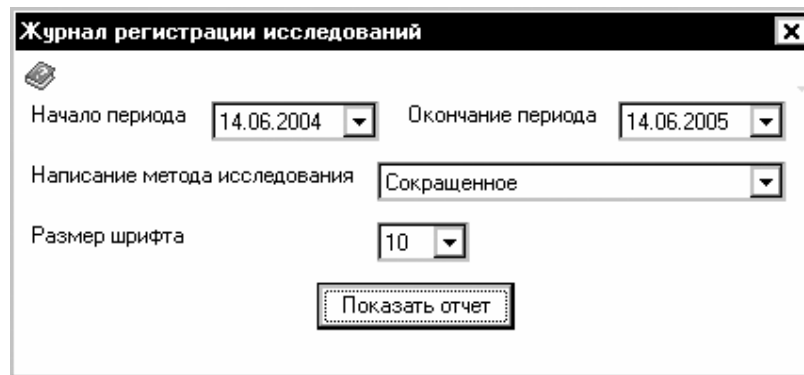 Журнал регистрации исследований
Начало периода 14.06.2004 Окончание периода 14.06.2005
Написание метода исследования Сокращенное
Размер шрифта 10
Показать отчет